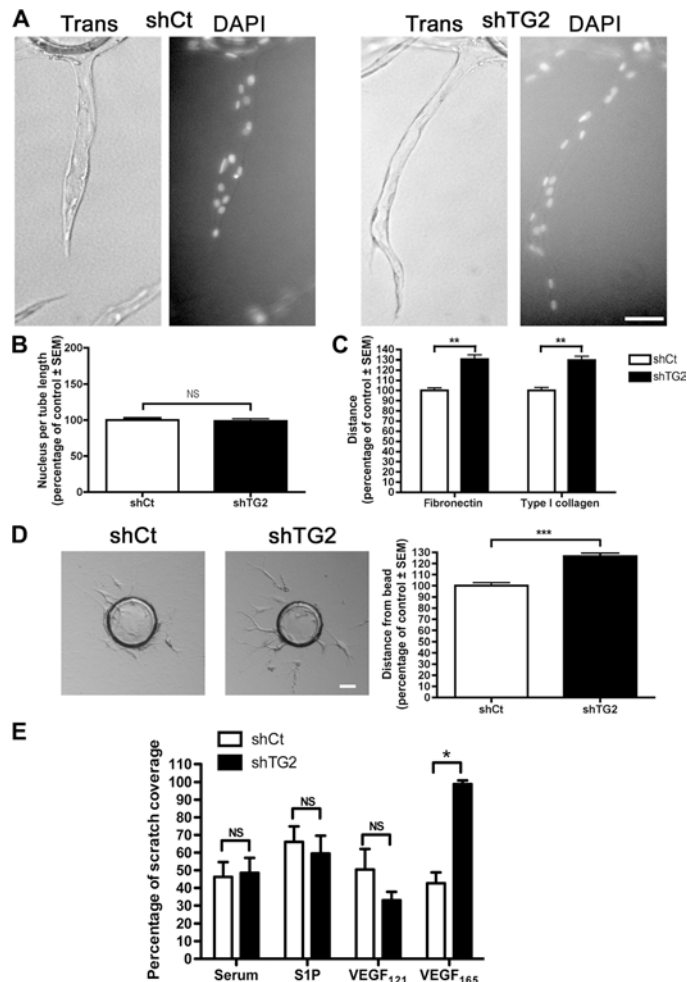 A
Trans shCt DAPI
shTG2
Trans DAPI
B
Nucleus per tube length
(percentage of control ± SEM)
200
150
100
50
0
NS
shCt shTG2
C
Distance
(percentage of control ± SEM)
130
120
110
100
90
80
70
60
50
40
30
20
10
0
** **
Fibronectin Type I collagen
shCt
shTG2
D
shCt shTG2
Distance from bead
(percentage of control ± SEM)
130
120
110
100
90
80
70
60
50
40
30
20
10
0
***
shCt shTG2
E
shCt
shTG2
Percentage of scratch coverage
110
100
90
80
70
60
50
40
30
20
10
0
NS NS NS *
Serum S1P VEGF121 VEGF165